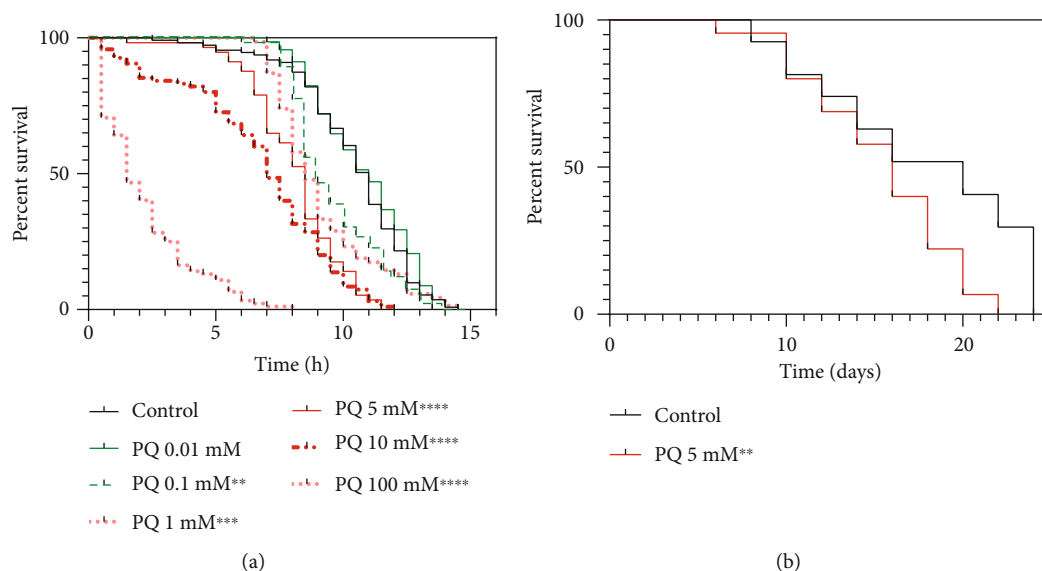 100
50
0
Percent survival
0 5 10 15
Time (h)
Control
PQ 0.01 mM
PQ 0.1 mM**
PQ 1 mM***
PQ 5 mM****
PQ 10 mM****
PQ 100 mM****
(a)
100
50
0
Percent survival
0 10 20
Time (days)
Control
PQ 5 mM**
(b)